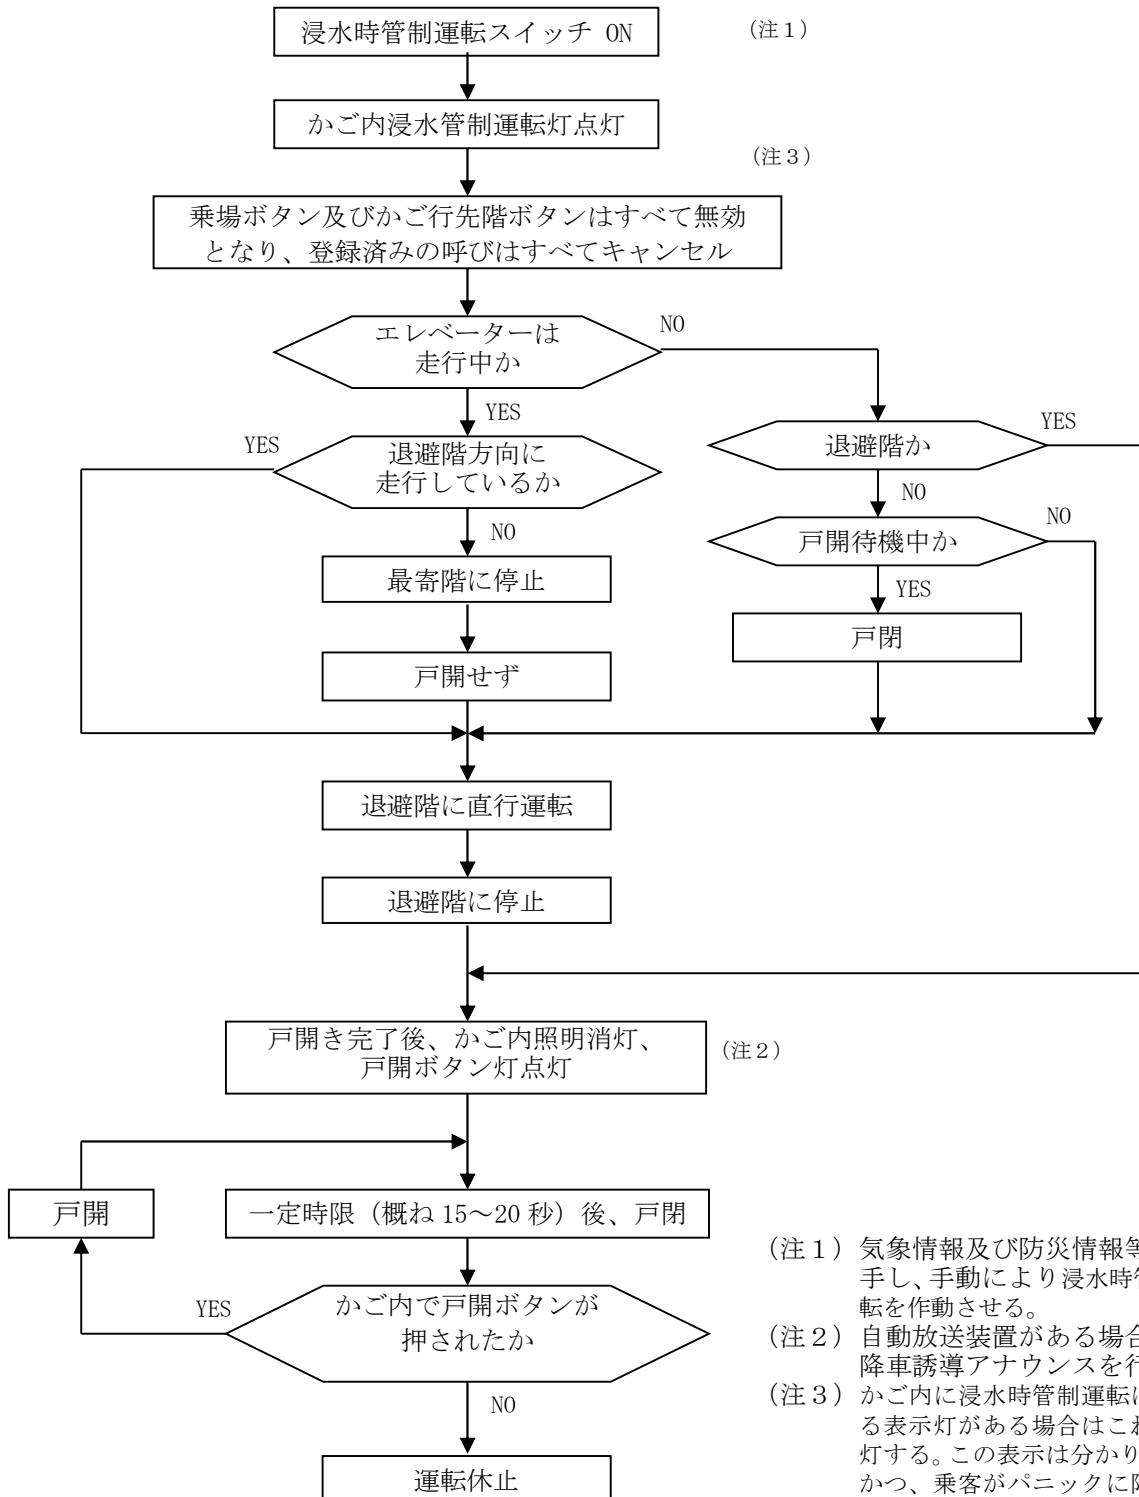 浸水時管制運転スイッチ ON
(注１)
かご内浸水管制運転灯点灯
(注３)
乗場ボタン及びかご行先階ボタンはすべて無効
となり、登録済みの呼びはすべてキャンセル
エレベーターは
走行中か
NO
YES
退避階方向に
走行しているか
YES
NO
退避階か
YES
NO
戸開待機中か
NO
YES
最寄階に停止
戸閉
戸開せず
退避階に直行運転
退避階に停止
戸開き完了後、かご内照明消灯、
戸開ボタン灯点灯
(注２)
戸開
一定時限（概ね 15～20 秒）後、戸閉
かご内で戸開ボタンが
押されたか
YES
NO
運転休止
(注１) 気象情報及び防災情報等
手し、手動により浸水時管
転を作動させる。
(注２) 自動放送装置がある場合
降車誘導アナウンスを行
(注３) かご内に浸水時管制運転に
る表示灯がある場合はこれ
灯する。この表示は分かり
かつ、乗客がパニックに陥